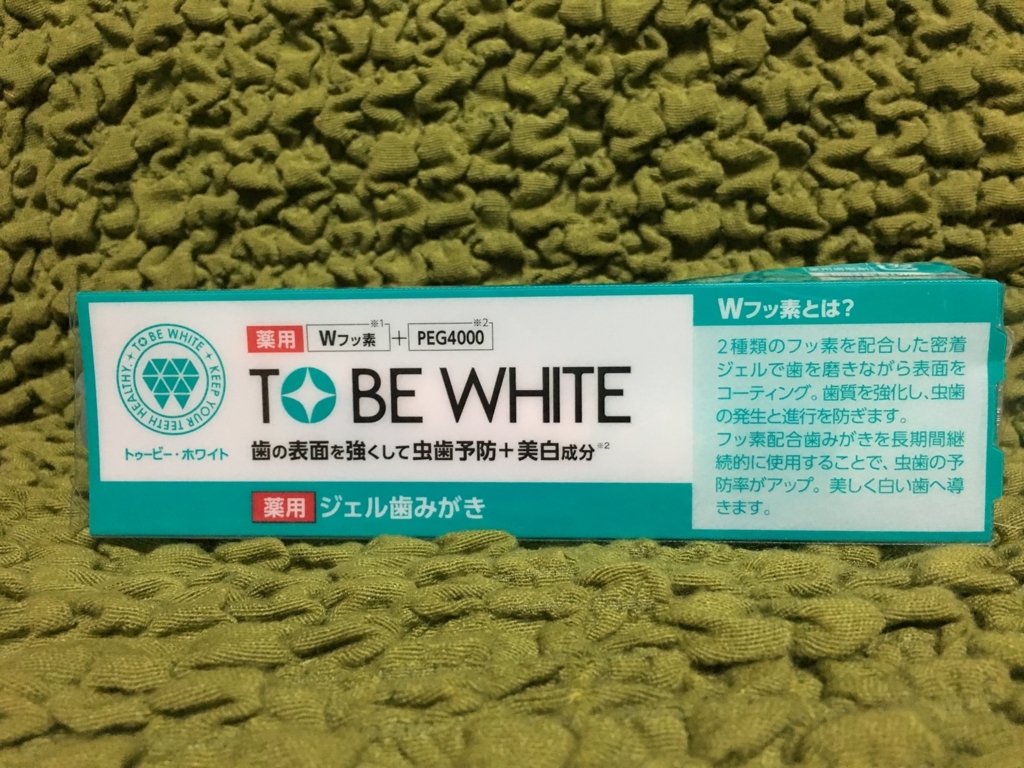 TO BE WHITE + KEEP YOUR TEETH HEALTHY. +
トゥービー・ホワイト
薬用 Wフッ素※1 + PEG4000※2
TO BE WHITE
歯の表面を強くして虫歯予防+美白成分※2
薬用 ジェル歯みがき
Wフッ素とは?
2種類のフッ素を配合した密着
ジェルで歯を磨きながら表面を
コーティング。歯質を強化し、虫歯
の発生と進行を防ぎます。
フッ素配合歯みがきを長期間継
続的に使用することで、虫歯の予
防率がアップ。美しく白い歯へ導
きます。